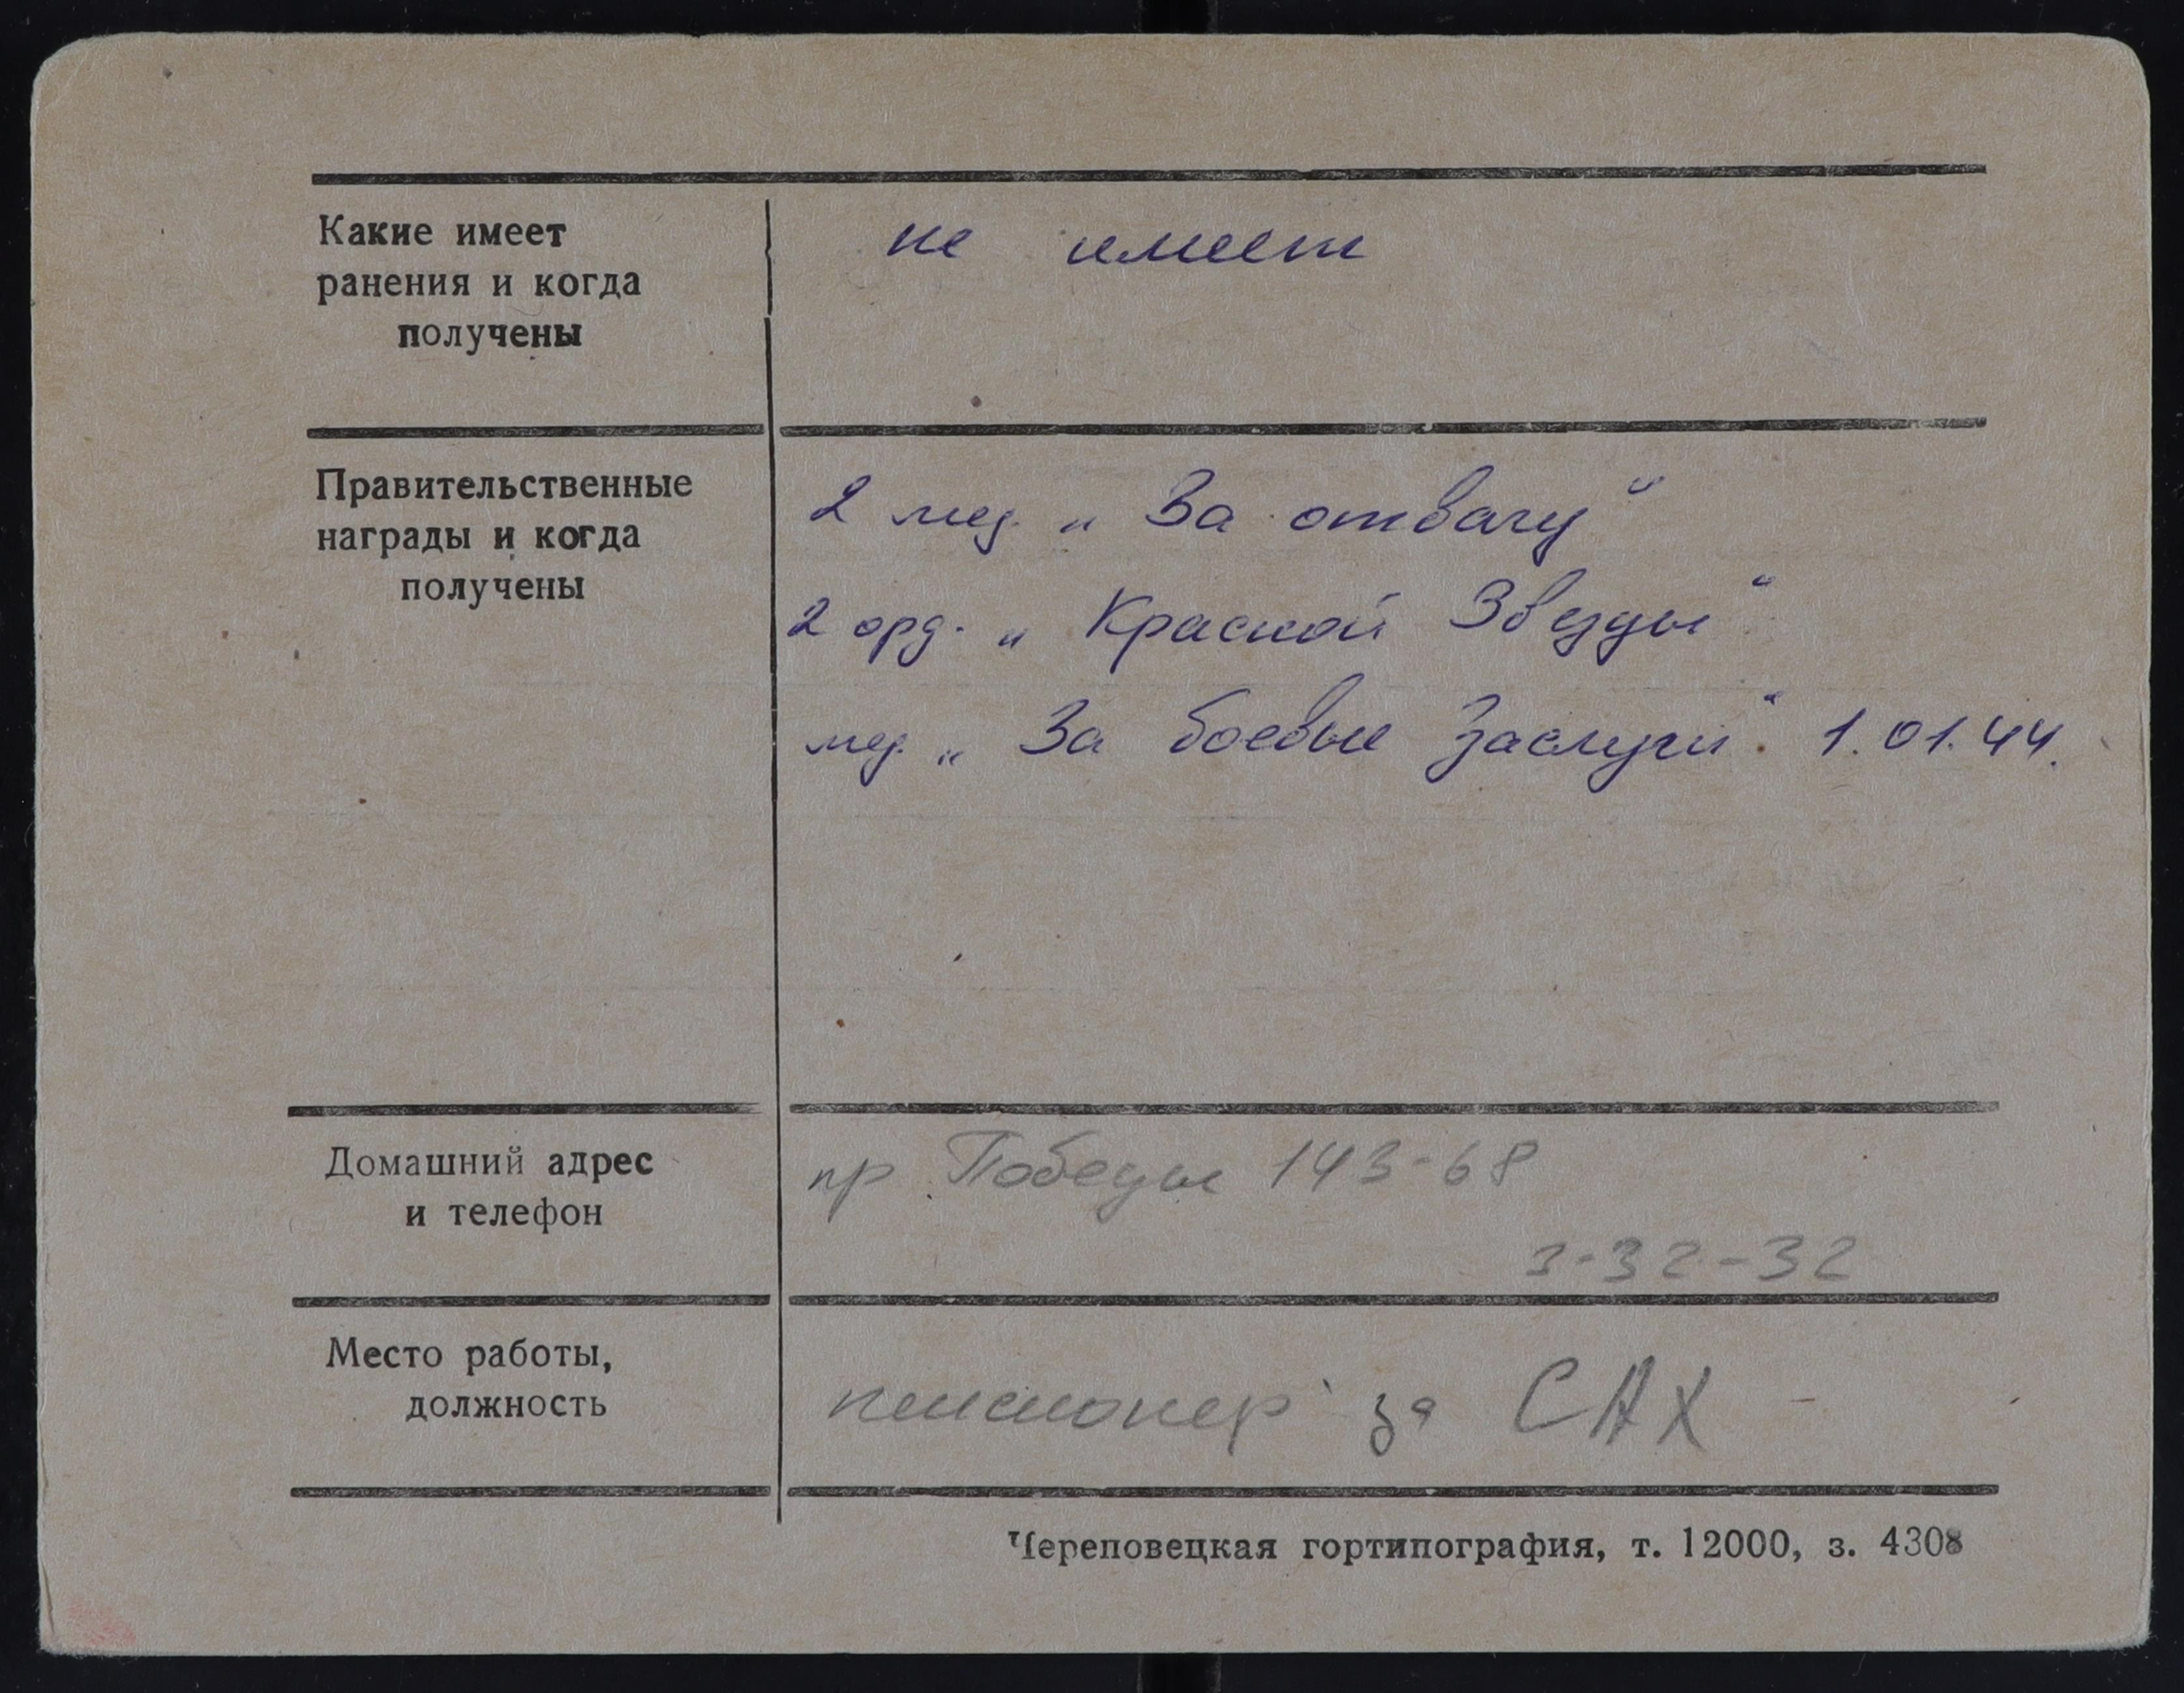 Какие имеет
ранения и когда
получены
не имеет
Правительственные
награды и когда
получены
2 мед. „За отвагу“
2 орд. „Красной Звезды“
мед. „За боевые заслуги“. 1.01.44.
Домашний адрес
и телефон
пр. Победы 143-68
3-32-32
Место работы,
должность
пенсионер за САХ -
Череповецкая гортипография, т. 12000, з. 4308